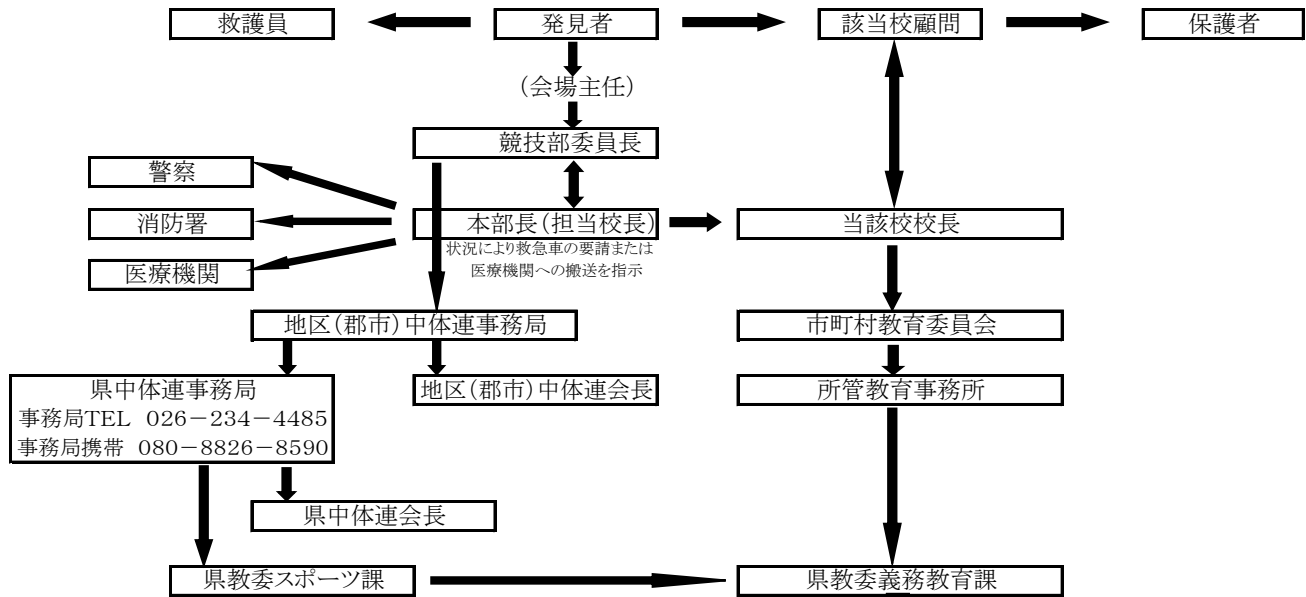 救護員
発見者
該当校顧問
保護者
(会場主任)
競技部委員長
警察
消防署
本部長(担当校長)
当該校校長
状況により救急車の要請または
医療機関への搬送を指示
医療機関
地区(郡市)中体連事務局
市町村教育委員会
県中体連事務局
事務局TEL 026-234-4485
事務局携帯 080-8826-8590
地区(郡市)中体連会長
所管教育事務所
県中体連会長
県教委スポーツ課
県教委義務教育課